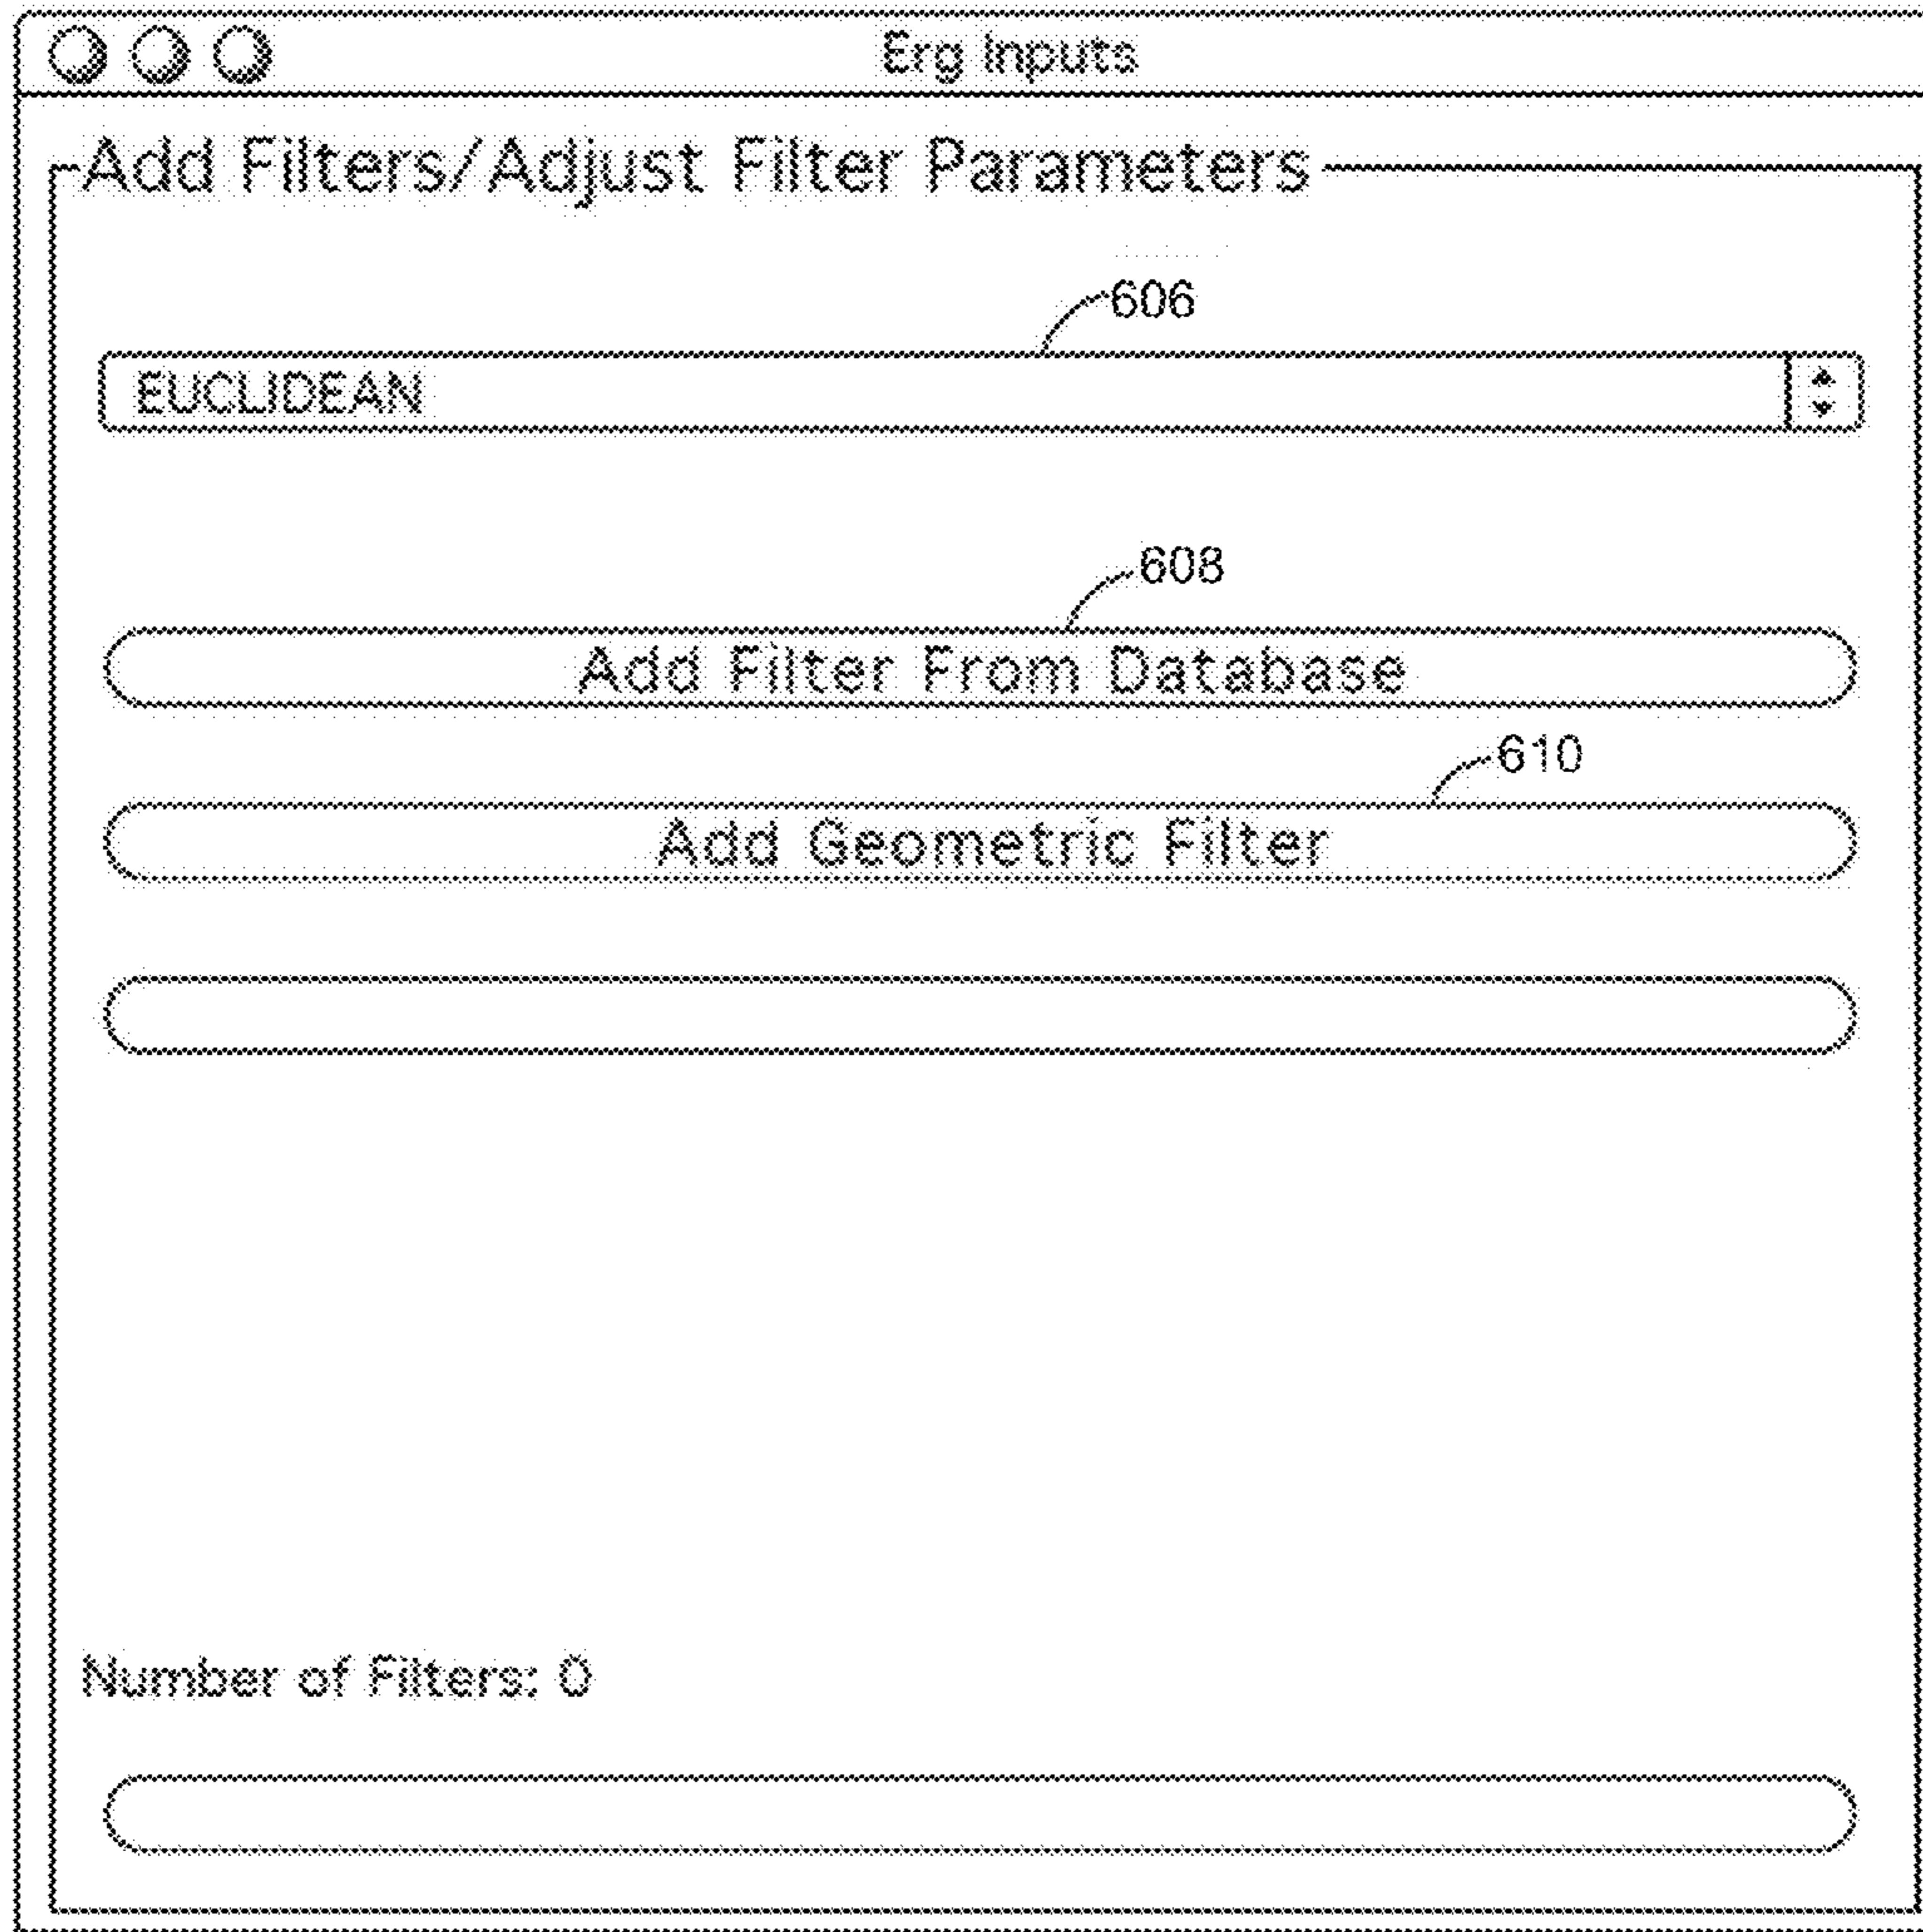 Erg Inputs
Add Filters/Adjust Filter Parameters
606
EUCLIDEAN
608
Add Filter From Database
610
Add Geometric Filter
Number of Filters: 0